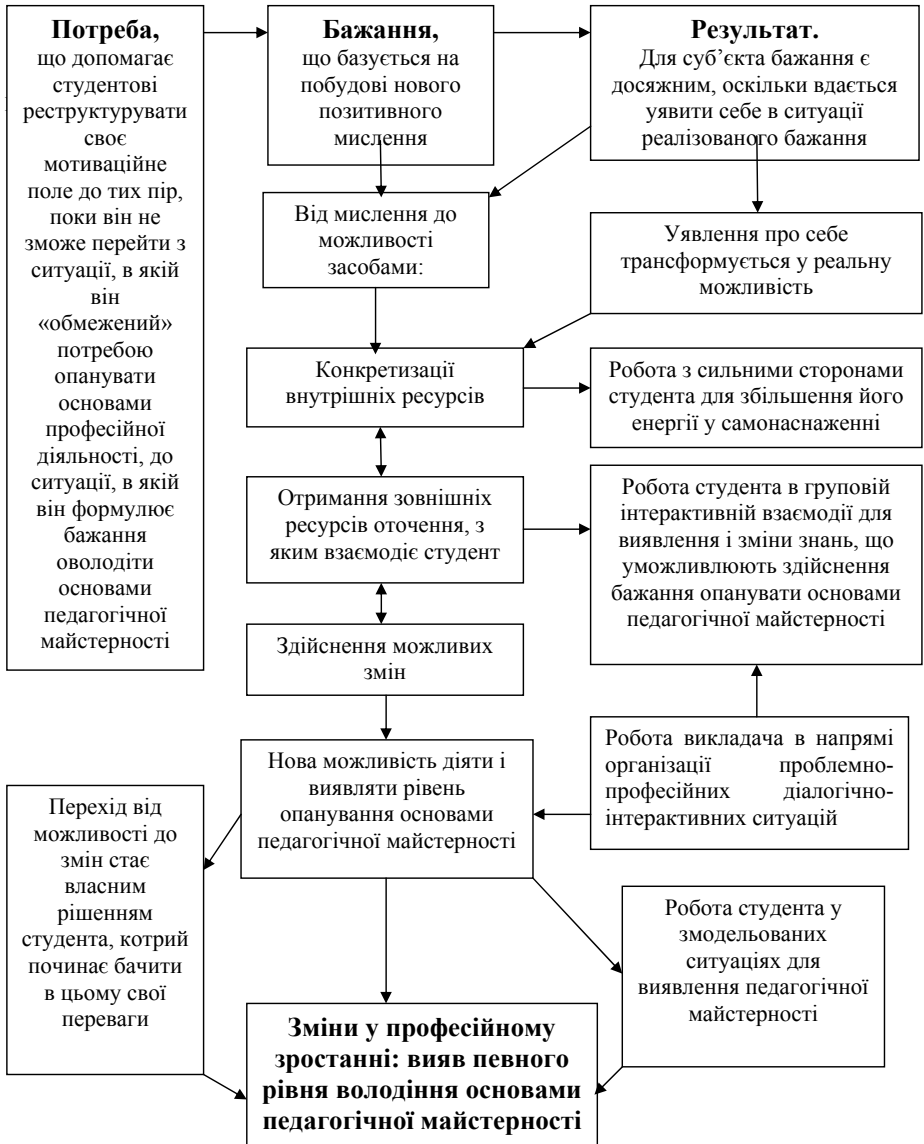 Потреба,
що допомагає
студентові
реструктурувати
своє
мотиваційне
поле до тих пір,
поки він не
зможе перейти з
ситуації, в якій
він
«обмежений»
потребою
опанувати
основами
професійної
діяльності, до
ситуації, в якій
він формулює
бажання
оволодіти
основами
педагогічної
майстерності
Бажання,
що базується на
побудові нового
позитивного
мислення
Результат.
Для суб’єкта бажання є
досяжним, оскільки вдається
уявити себе в ситуації
реалізованого бажання
Від мислення до
можливості
засобами:
Уявлення про себе
трансформується у реальну
можливість
Конкретизації
внутрішніх ресурсів
Робота з сильними сторонами
студента для збільшення його
енергії у самонаснаженні
Отримання зовнішніх
ресурсів оточення, з
яким взаємодіє студент
Робота студента в груповій
інтерактивній взаємодії для
виявлення і зміни знань, що
уможливлюють здійснення
бажання опанувати основами
педагогічної майстерності
Здійснення можливих
змін
Робота викладача в напрямі
організації проблемно-
професійних діалогічно-
інтерактивних ситуацій
Нова можливість діяти і
виявляти рівень
опанування основами
педагогічної майстерності
Перехід від
можливості до
змін стає
власним
рішенням
студента, котрий
починає бачити
в цьому свої
переваги
Робота студента у
змодельованих
ситуаціях для
виявлення педагогічної
майстерності
Зміни у професійному
зростанні: вияв певного
рівня володіння основами
педагогічної майстерності